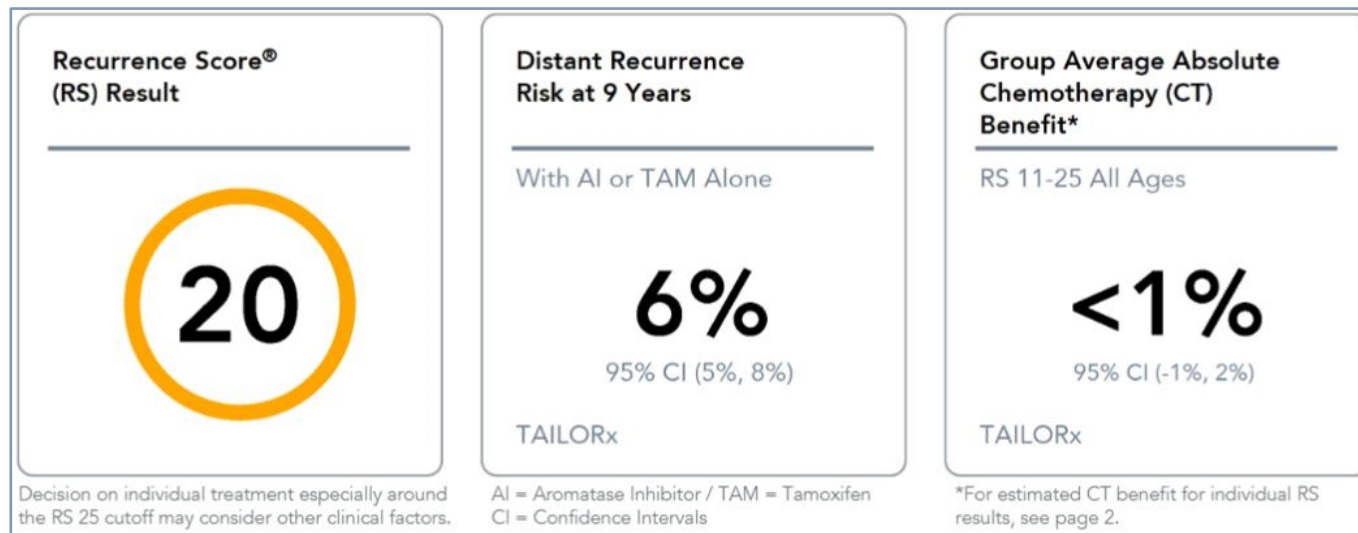 Recurrence Score®
(RS) Result
20
Decision on individual treatment especially around
the RS 25 cutoff may consider other clinical factors.
Distant Recurrence
Risk at 9 Years
With AI or TAM Alone
6%
95% CI (5%, 8%)
TAILORx
AI = Aromatase Inhibitor / TAM = Tamoxifen
CI = Confidence Intervals
Group Average Absolute
Chemotherapy (CT)
Benefit*
RS 11-25 All Ages
<1%
95% CI (-1%, 2%)
TAILORx
*For estimated CT benefit for individual RS
results, see page 2.